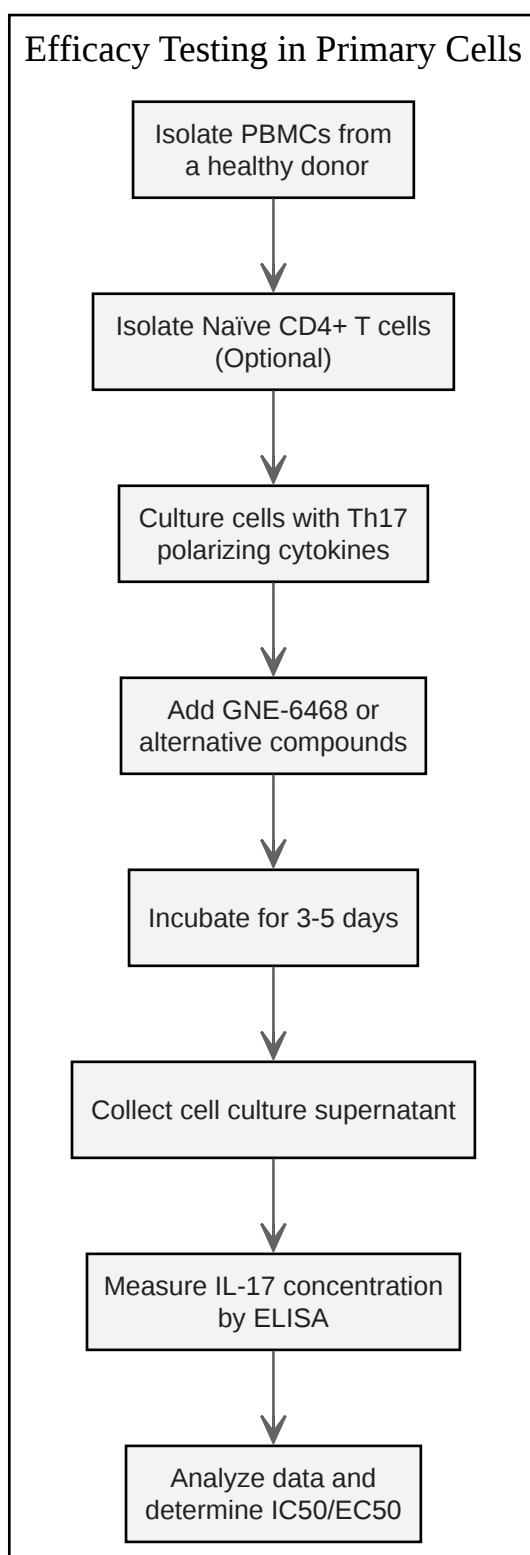 Efficacy Testing in Primary Cells
Isolate PBMCs from
a healthy donor
Isolate Naïve CD4+ T cells
(Optional)
Culture cells with Th17
polarizing cytokines
Add GNE-6468 or
alternative compounds
Incubate for 3-5 days
Collect cell culture supernatant
Measure IL-17 concentration
by ELISA
Analyze data and
determine IC50/EC50